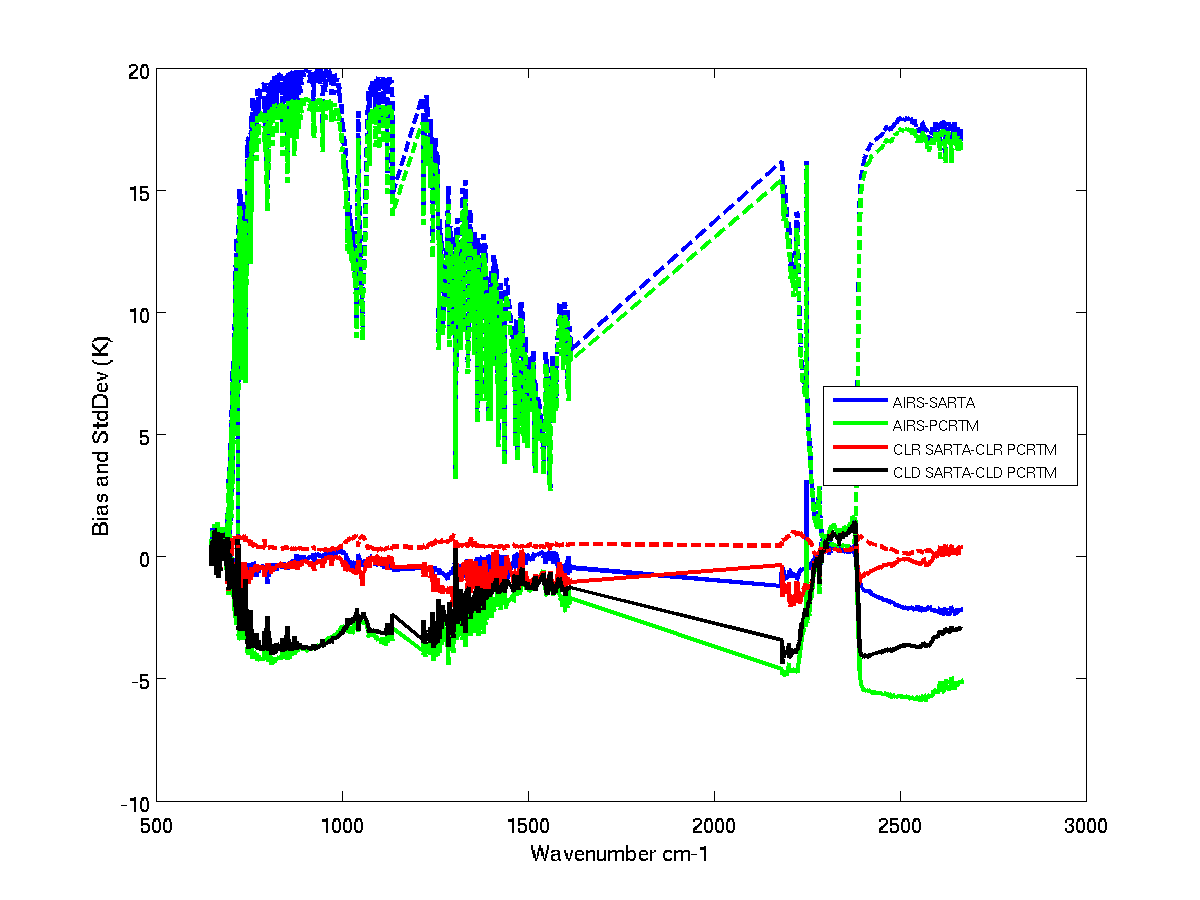 20
15
10
5
0
-5
-10
500
1000
1500
2000
2500
3000
Bias and StdDev (K)
Wavenumber cm-1
AIRS-SARTA
AIRS-PCRTM
CLR SARTA-CLR PCRTM
CLD SARTA-CLD PCRTM